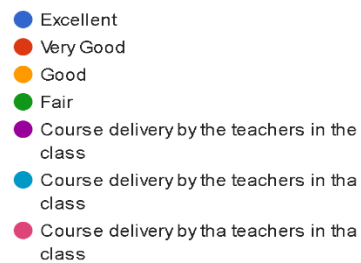 Excellent
Very Good
Good
Fair
Course delivery by the teachers in the
class
Course delivery by the teachers in tha
class
Course delivery by tha teachers in tha
class